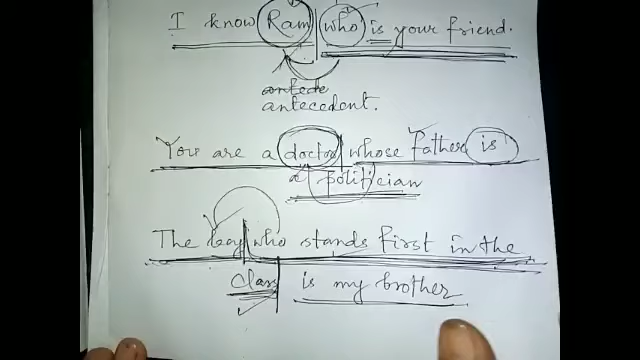 I know Ram who is your friend.
antede
antecedent.
You are a doctor whose father is
a politician
The boy who stands first in the
class is my brother